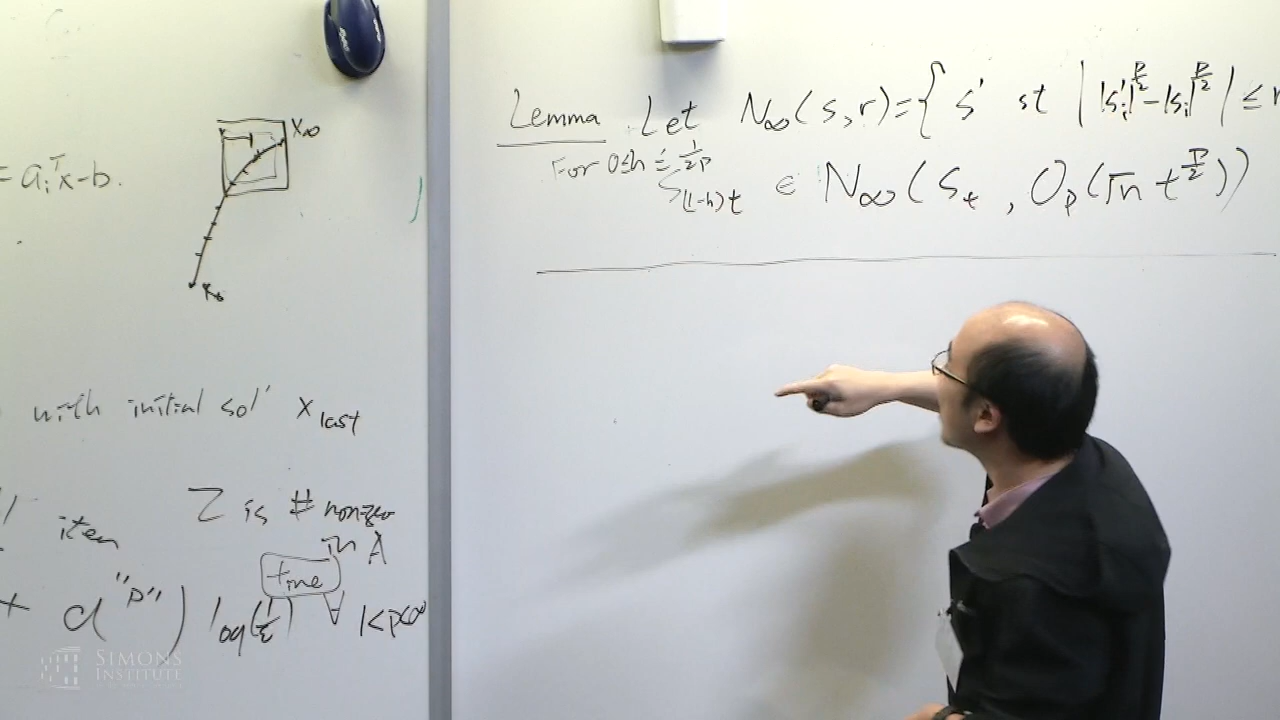 = aᵢᵀx-b.
X∞
X₀
with initial solⁿ x_last
iter
Z is # nonzero
in A
+ d^"p") log(1/ε) time ∀ 1<p<∞
Lemma Let N∞(s,r)={ s' st | |s'ᵢ|^(p/2) - |sᵢ|^(p/2) | ≤ r
For 0≤h≤ 1/2p
S_(1-h)t ∈ N∞(S_t , O_p(√n t^(p/2)))
SIMONS
INSTITUTE